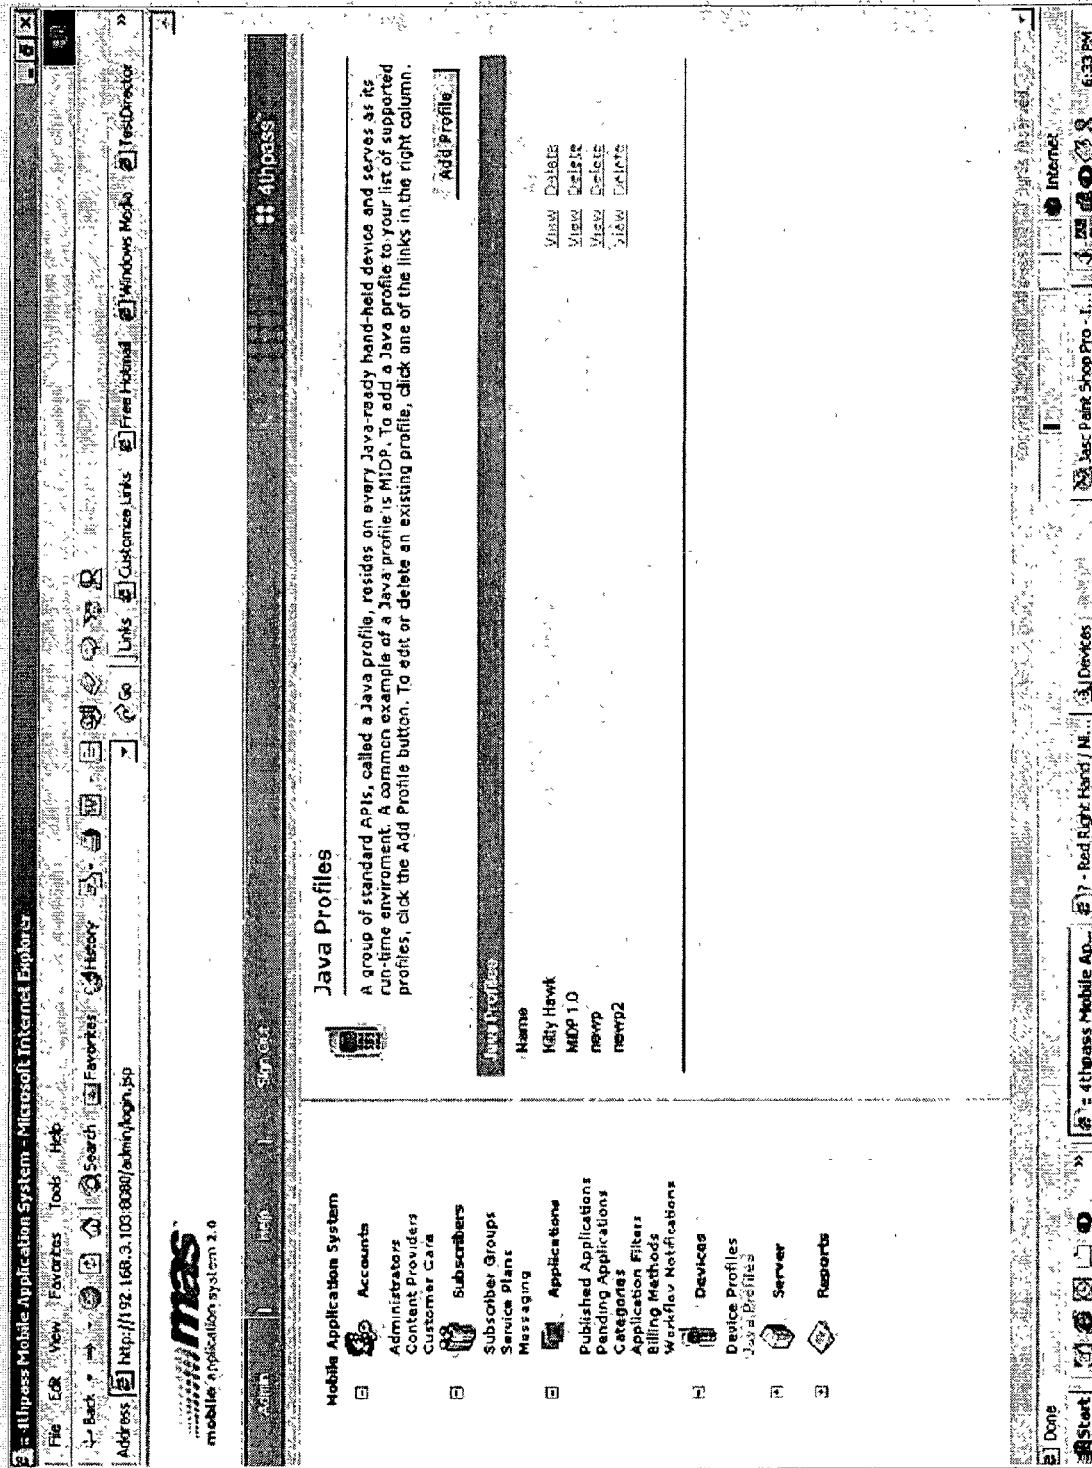 4thpass Mobile Application System - Microsoft Internet Explorer
File Edit View Favorites Tools Help
Back Search Favorites History
Address http://192.168.3.103:8080/admin/login.jsp Go Links Customize Links Free Hotmail Windows Media TestDirector »
mas
mobile application system 2.0
Admin | Help | Sign out 4thpass
Mobile Application System
Accounts
Administrators
Content Providers
Customer Care
Subscribers
Subscriber Groups
Service Plans
Messaging
Applications
Published Applications
Pending Applications
Categories
Application Filters
Billing Methods
Workflow Notifications
Devices
Device Profiles
Java Profiles
Server
Reports
Java Profiles
A group of standard APIs, called a Java profile, resides on every Java-ready hand-held device and serves as its
run-time enviroment. A common example of a Java profile is MIDP. To add a Java profile to your list of supported
profiles, click the Add Profile button. To edit or delete an existing profile, click one of the links in the right column.
Add Profile
Java Profiles
Name
Kitty Hawk View Delete
MIDP 1.0 View Delete
newp View Delete
newp2 View Delete
rights reserved
Done Internet
Start » 4thpass Mobile Ap... ? - Red Right Hand / Ni... Devices Jasc Paint Shop Pro - I... 6:33 PM